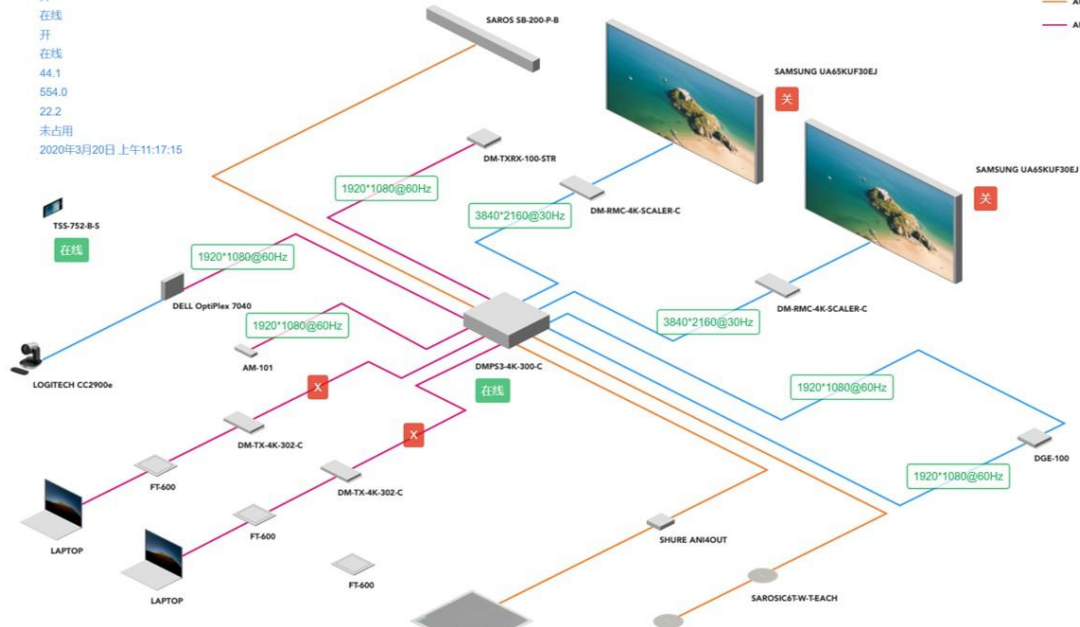 在线
开
在线
44.1
554.0
22.2
未占用
2020年3月20日 上午11:17:15
SAROS SB-200-P-B
SAMSUNG UA65KUF30EJ
关
DM-TXRX-100-STR
SAMSUNG UA65KUF30EJ
关
1920*1080@60Hz
3840*2160@30Hz
DM-RMC-4K-SCALER-C
TSS-752-B-S
在线
1920*1080@60Hz
DELL OptiPlex 7040
DM-RMC-4K-SCALER-C
3840*2160@30Hz
1920*1080@60Hz
AM-101
LOGITECH CC2900e
DMPS3-4K-300-C
在线
X
1920*1080@60Hz
X
DM-TX-4K-302-C
DGE-100
FT-600
DM-TX-4K-302-C
1920*1080@60Hz
LAPTOP
FT-600
SHURE ANI4OUT
FT-600
LAPTOP
SAROSIC6T-W-T-EACH